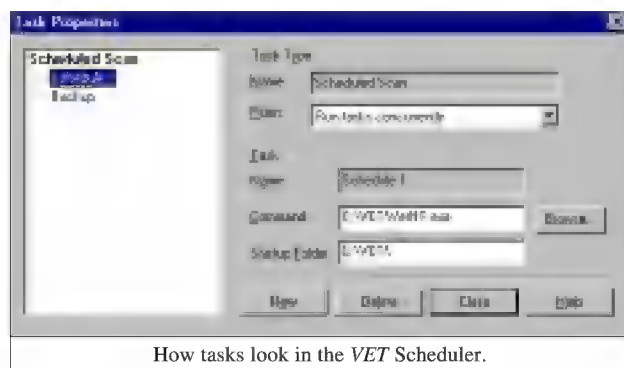 Task Properties
Scheduled Scan
Backup
Task Type
Name Scheduled Scan
Run tasks concurrently
Task
Name Schedule 1
Command Browse...
Startup Folder C:\VET\
New Delete Close Help
How tasks look in the VET Scheduler.